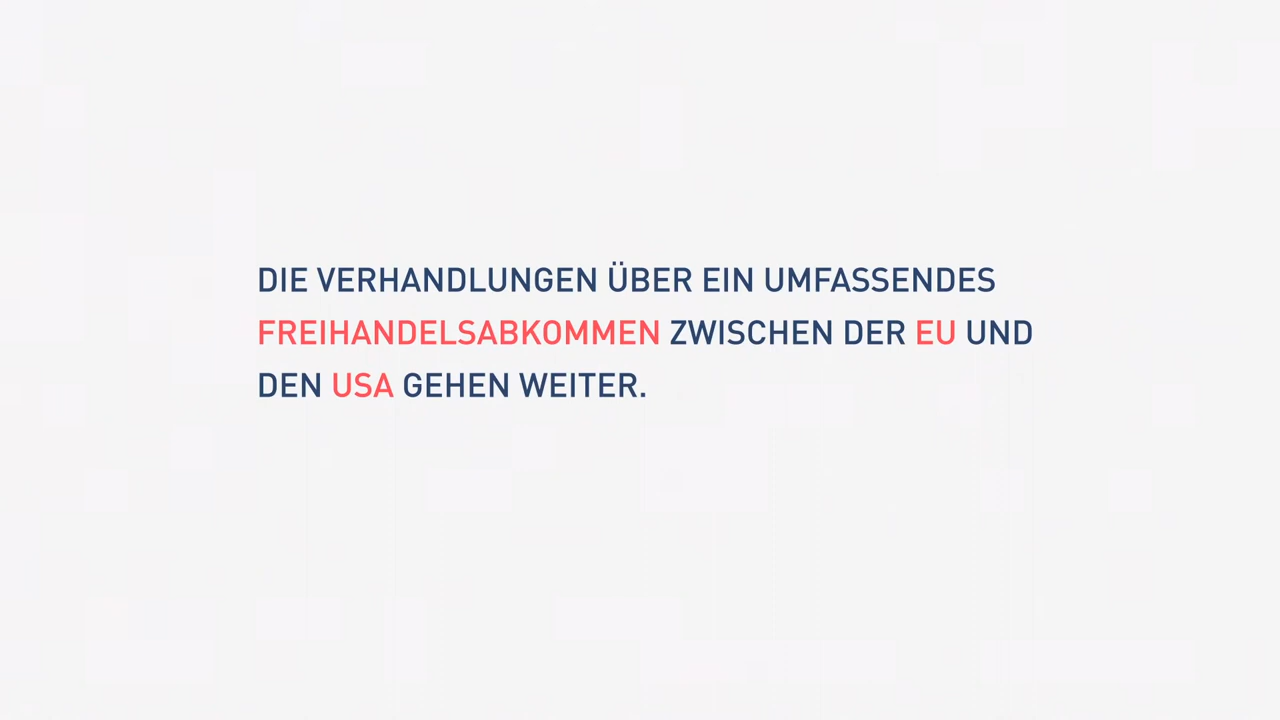 DIE VERHANDLUNGEN ÜBER EIN UMFASSENDES
FREIHANDELSABKOMMEN ZWISCHEN DER EU UND
DEN USA GEHEN WEITER.